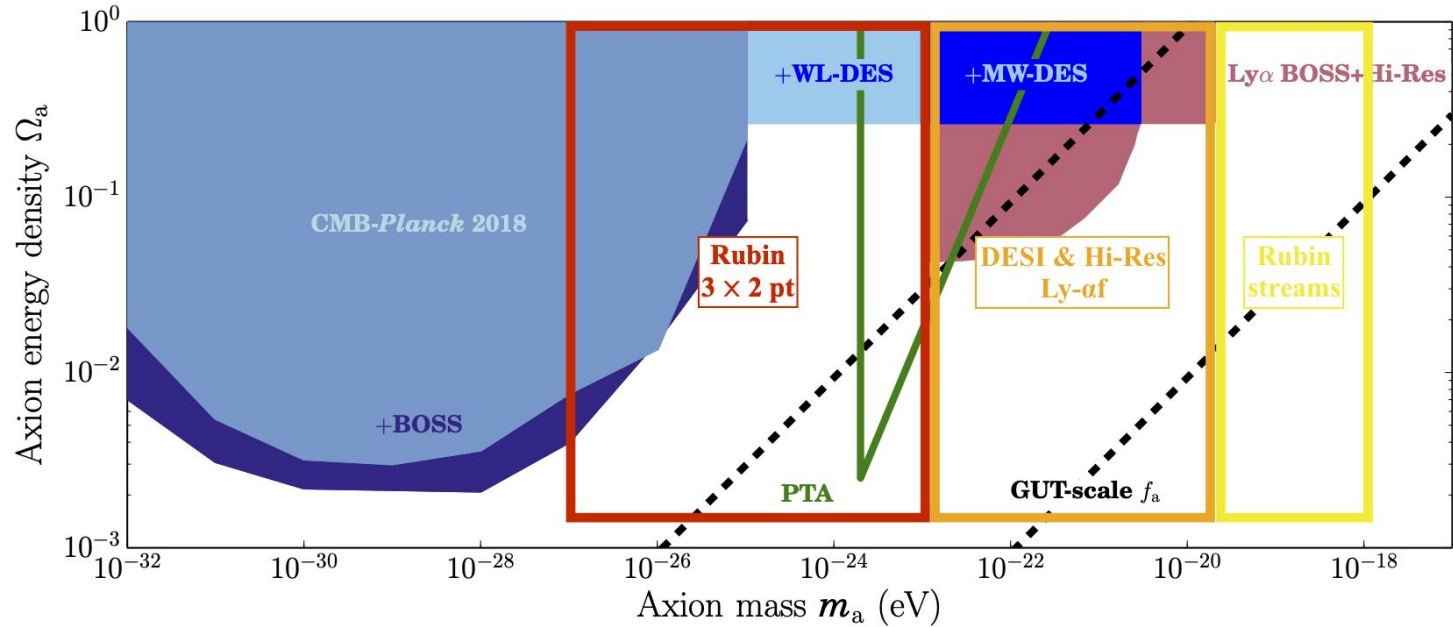 Axion energy density Ωₐ
10⁰
10⁻¹
10⁻²
10⁻³
+WL-DES
+MW-DES
Lyα BOSS+Hi-Res
CMB-Planck 2018
Rubin
3 × 2 pt
DESI & Hi-Res
Ly-αf
Rubin
streams
+BOSS
PTA
GUT-scale fₐ
10⁻³²
10⁻³⁰
10⁻²⁸
10⁻²⁶
10⁻²⁴
10⁻²²
10⁻²⁰
10⁻¹⁸
Axion mass mₐ (eV)